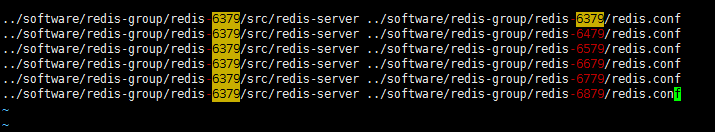 ../software/redis-group/redis-6379/src/redis-server ../software/redis-group/redis-6379/redis.conf
../software/redis-group/redis-6379/src/redis-server ../software/redis-group/redis-6479/redis.conf
../software/redis-group/redis-6379/src/redis-server ../software/redis-group/redis-6579/redis.conf
../software/redis-group/redis-6379/src/redis-server ../software/redis-group/redis-6679/redis.conf
../software/redis-group/redis-6379/src/redis-server ../software/redis-group/redis-6779/redis.conf
../software/redis-group/redis-6379/src/redis-server ../software/redis-group/redis-6879/redis.conf
~
~